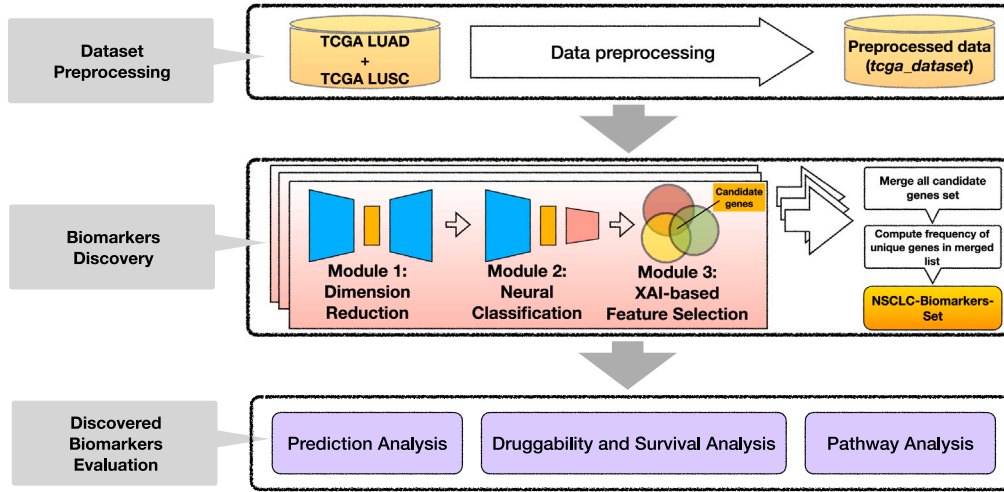 Dataset
Preprocessing
TCGA LUAD
+
TCGA LUSC
Data preprocessing
Preprocessed data
(tcga_dataset)
Biomarkers
Discovery
Module 1:
Dimension
Reduction
Module 2:
Neural
Classification
Candidate
genes
Module 3:
XAI-based
Feature Selection
Merge all candidate
genes set
Compute frequency of
unique genes in merged
list
NSCLC-Biomarkers-
Set
Discovered
Biomarkers
Evaluation
Prediction Analysis
Druggability and Survival Analysis
Pathway Analysis